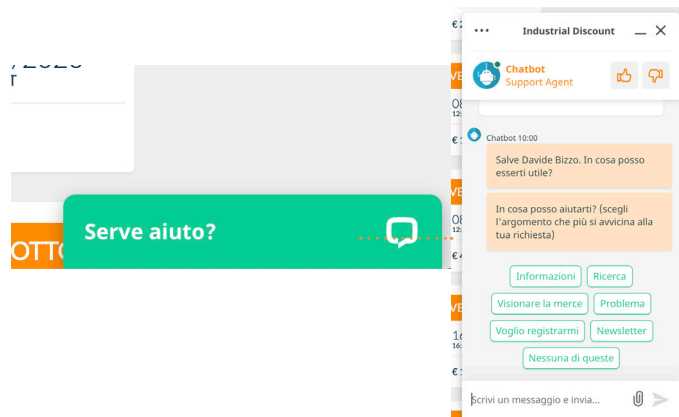 Serve aiuto?
Industrial Discount
Chatbot
Support Agent
Chatbot 10:00
Salve Davide Bizzo. In cosa posso
esserti utile?
In cosa posso aiutarti? (scegli
l'argomento che più si avvicina alla
tua richiesta)
Informazioni
Ricerca
Visionare la merce
Problema
Voglio registrarmi
Newsletter
Nessuna di queste
Scrivi un messaggio e invia...